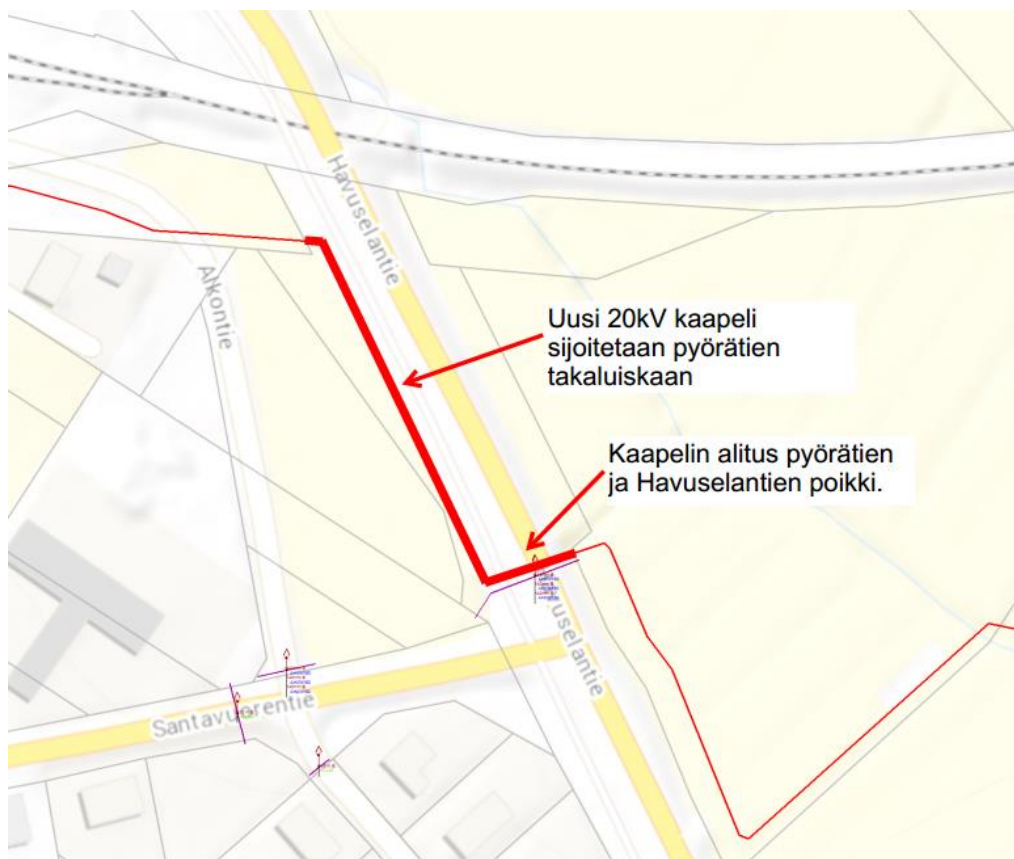 Havuselantie
Alkontie
Uusi 20kV kaapeli
sijoitetaan pyörätien
takaluiskaan
Kaapelin alitus pyörätien
ja Havuselantien poikki.
uselantie
Santavuorentie